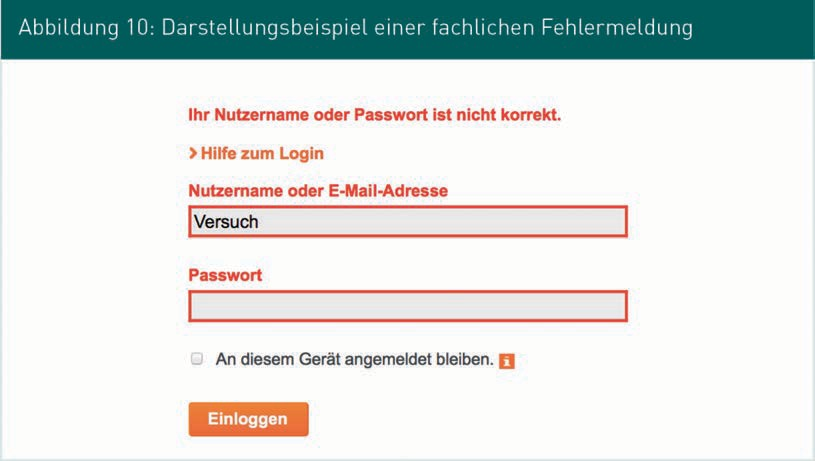 Abbildung 10: Darstellungsbeispiel einer fachlichen Fehlermeldung
Ihr Nutzername oder Passwort ist nicht korrekt.
Hilfe zum Login
Nutzername oder E-Mail-Adresse
Versuch
Passwort
An diesem Gerät angemeldet bleiben.
Einloggen